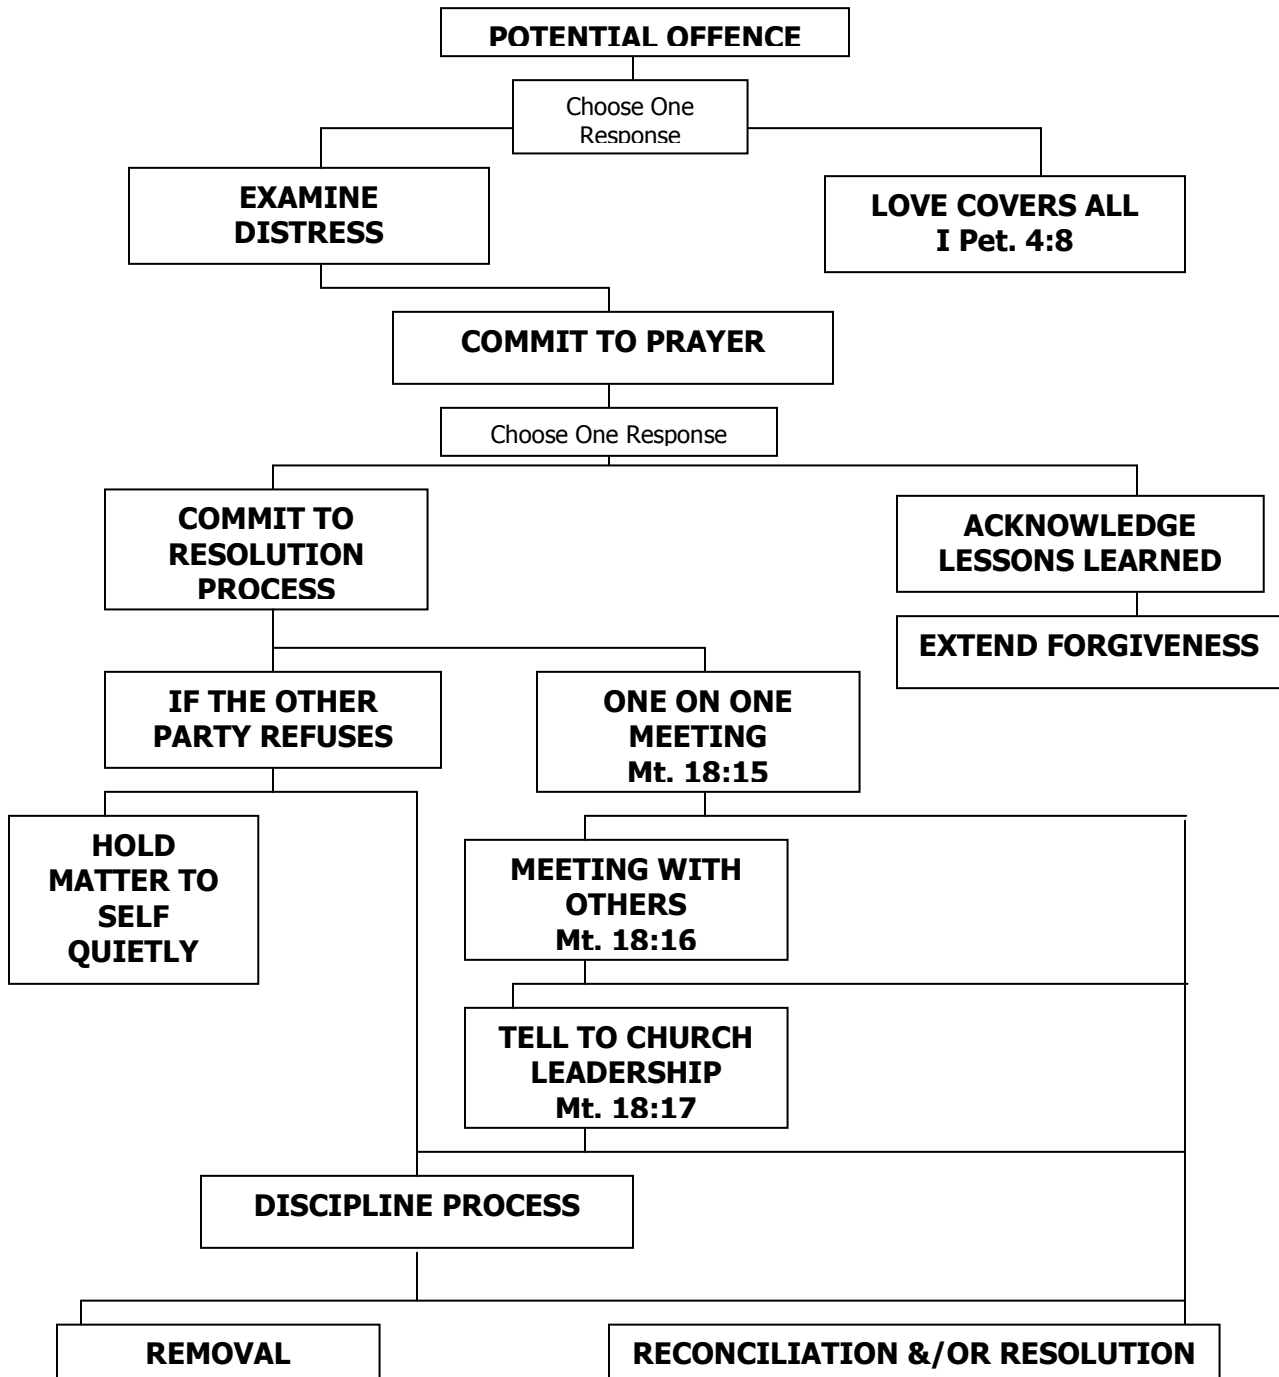 POTENTIAL OFFENCE
Choose One
Response
EXAMINE
DISTRESS
LOVE COVERS ALL
I Pet. 4:8
COMMIT TO PRAYER
Choose One Response
COMMIT TO
RESOLUTION
PROCESS
ACKNOWLEDGE
LESSONS LEARNED
EXTEND FORGIVENESS
IF THE OTHER
PARTY REFUSES
ONE ON ONE
MEETING
Mt. 18:15
HOLD
MATTER TO
SELF
QUIETLY
MEETING WITH
OTHERS
Mt. 18:16
TELL TO CHURCH
LEADERSHIP
Mt. 18:17
DISCIPLINE PROCESS
REMOVAL
RECONCILIATION &/OR RESOLUTION